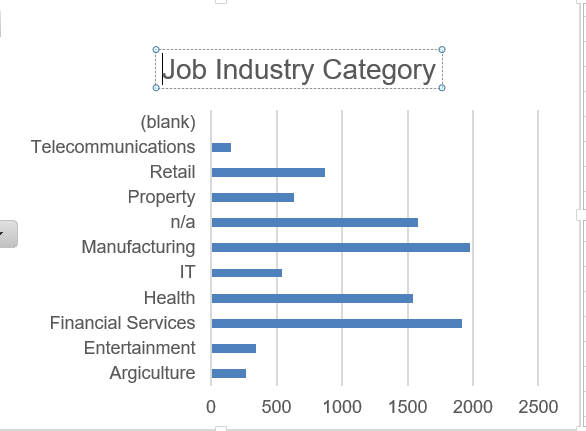 Job Industry Category
(blank)
Telecommunications
Retail
Property
n/a
Manufacturing
IT
Health
Financial Services
Entertainment
Argiculture
0 500 1000 1500 2000 2500